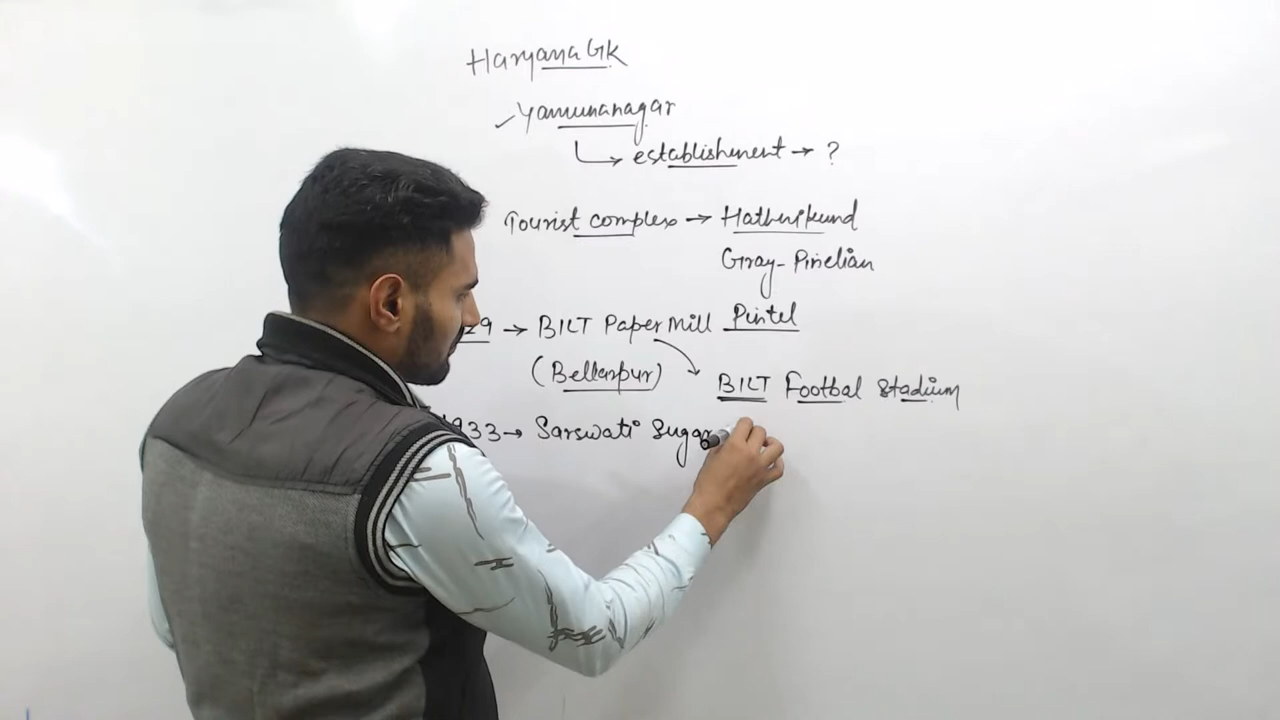 Haryana GK
✓ Yamunanagar
↳ establishment → ?
Tourist complex → Hathnikund
Gray-Pinelian
29 → BILT Paper Mill Pintel
(Bellarpur)
BILT Footbal Stadium
1933 → Sarswati Sugar